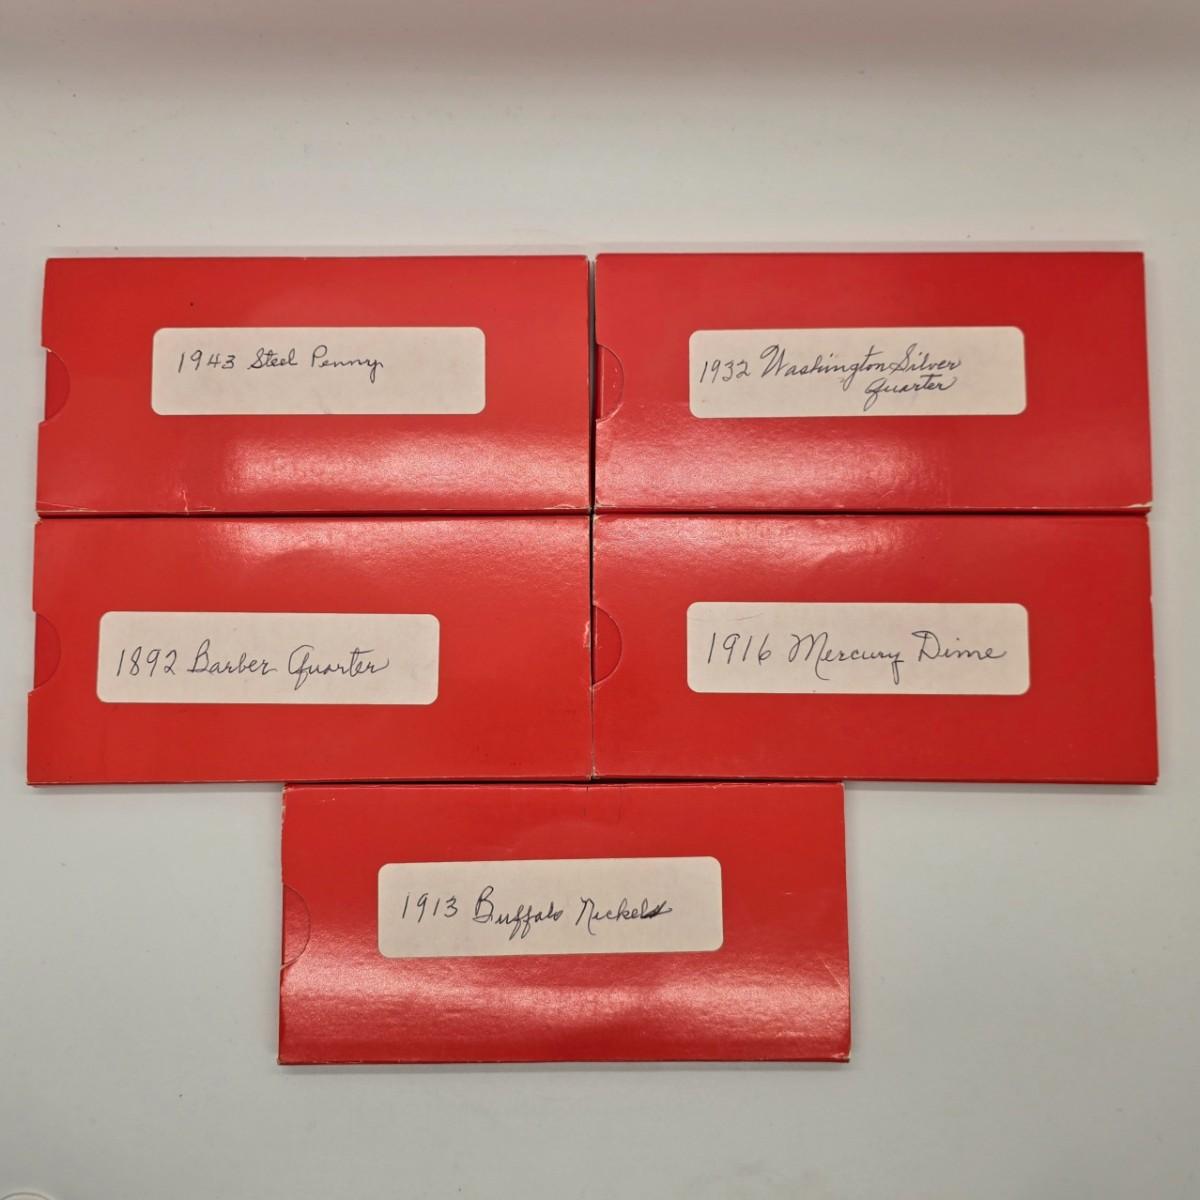 1943 Steel Penny
1932 Washington Silver
Quarter
1892 Barber Quarter
1916 Mercury Dime
1913 Buffalo Nickels